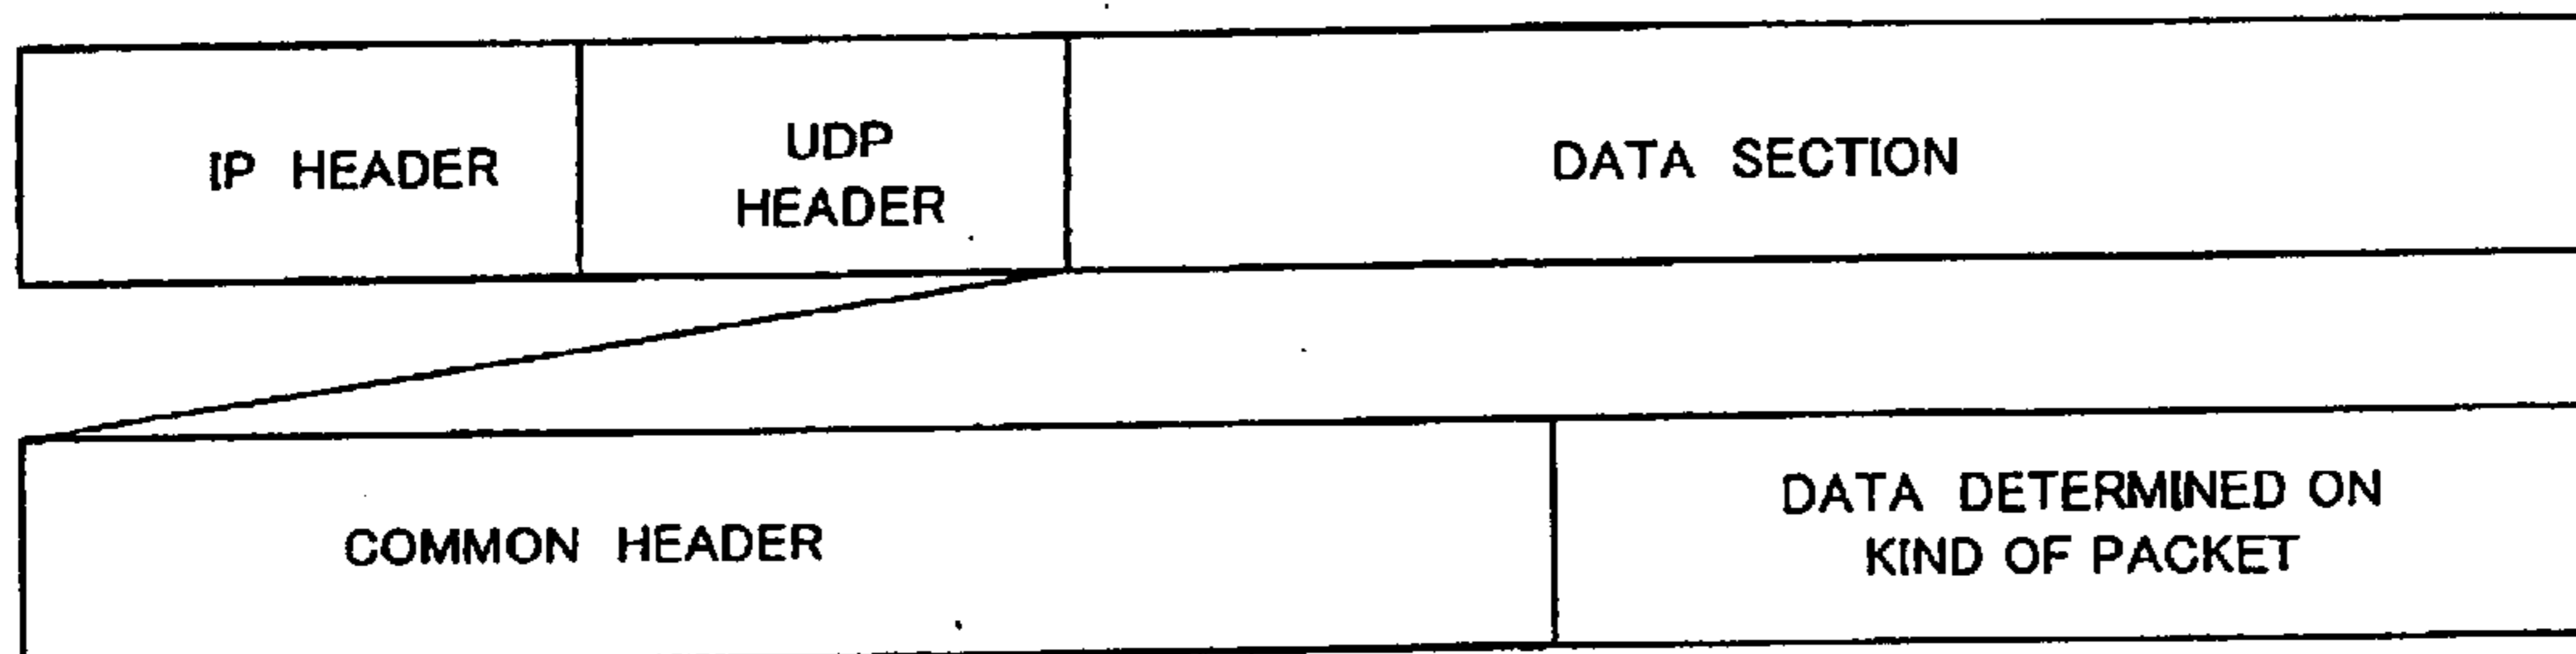 IP HEADER
UDP
HEADER
DATA SECTION
COMMON HEADER
DATA DETERMINED ON
KIND OF PACKET